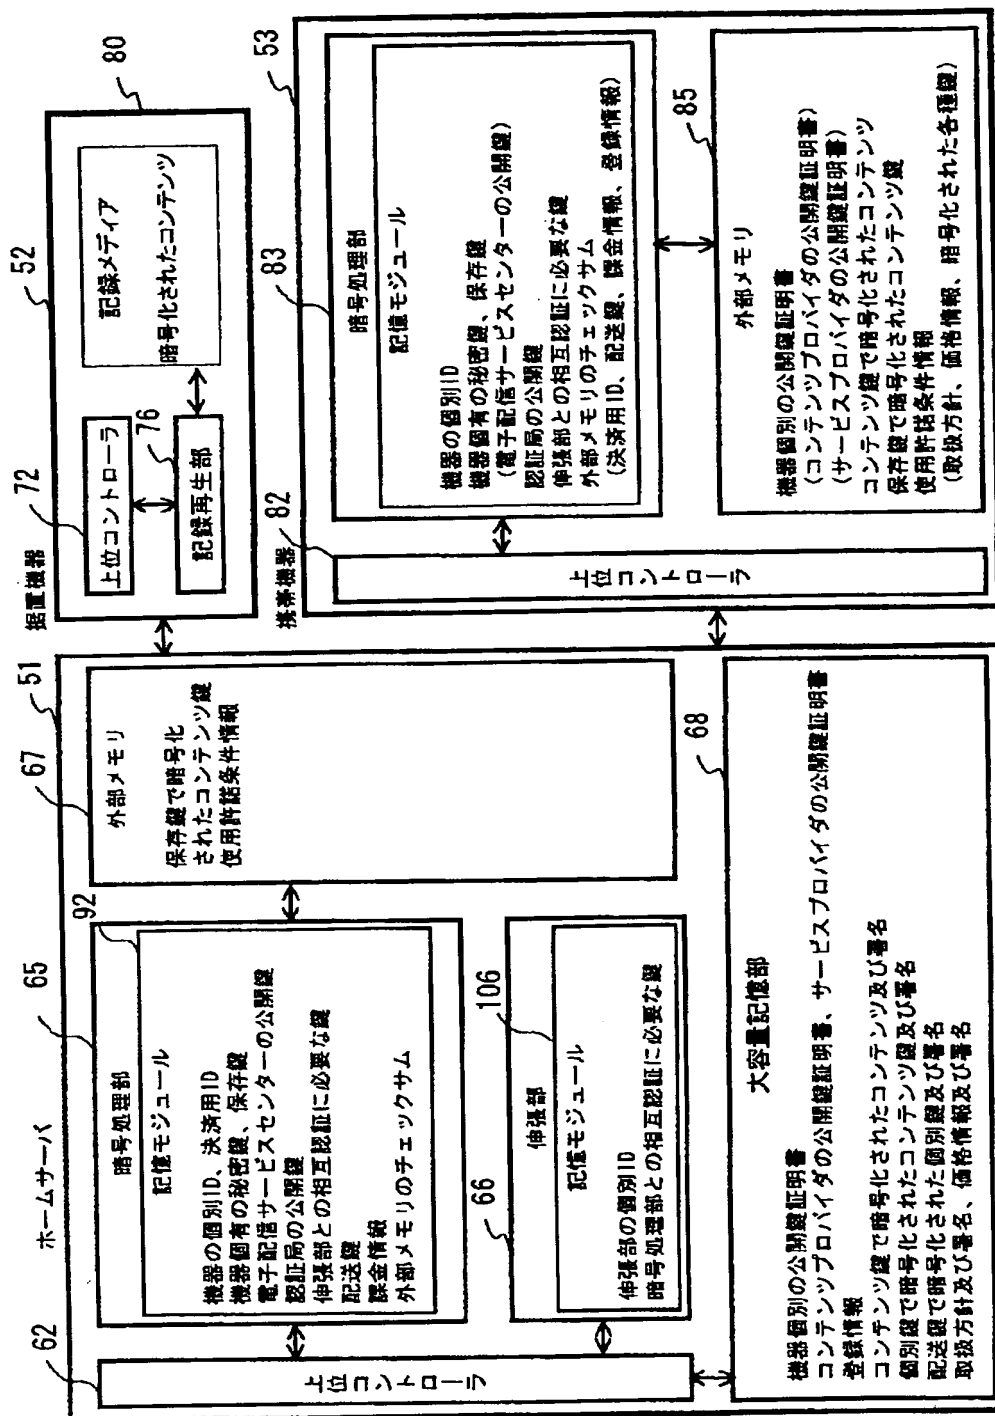 ホームサーバ
51
62
上位コントローラ
65
暗号処理部
92
記憶モジュール
機器の個別ID、決済用ID
機器固有の秘密鍵、保存鍵
電子配信サービスセンターの公開鍵
認証局の公開鍵
伸張部との相互認証に必要な鍵
配送鍵
課金情報
外部メモリのチェックサム
66
伸張部
106
記憶モジュール
伸張部の個別ID
暗号処理部との相互認証に必要な鍵
67
外部メモリ
保存鍵で暗号化
されたコンテンツ鍵
使用許諾条件情報
68
大容量記憶部
機器個別の公開鍵証明書
コンテンツプロバイダの公開鍵証明書、サービスプロバイダの公開鍵証明書
登録情報
コンテンツ鍵で暗号化されたコンテンツ及び署名
個別鍵で暗号化されたコンテンツ鍵及び署名
配送鍵で暗号化された個別鍵及び署名
取扱方針及び署名、価格情報及び署名
据置機器
52
72
上位コントローラ
76
記録再生部
80
記録メディア
暗号化されたコンテンツ
携帯機器
53
82
上位コントローラ
83
暗号処理部
記憶モジュール
機器の個別ID
機器個有の秘密鍵、保存鍵
(電子配信サービスセンターの公開鍵)
認証局の公開鍵
伸張部との相互認証に必要な鍵
外部メモリのチェックサム
(決済用ID、配送鍵、課金情報、登録情報)
85
外部メモリ
機器個別の公開鍵証明書
(コンテンツプロバイダの公開鍵証明書)
(サービスプロバイダの公開鍵証明書)
コンテンツ鍵で暗号化されたコンテンツ
保存鍵で暗号化されたコンテンツ鍵
使用許諾条件情報
(取扱方針、価格情報、暗号化された各種鍵)